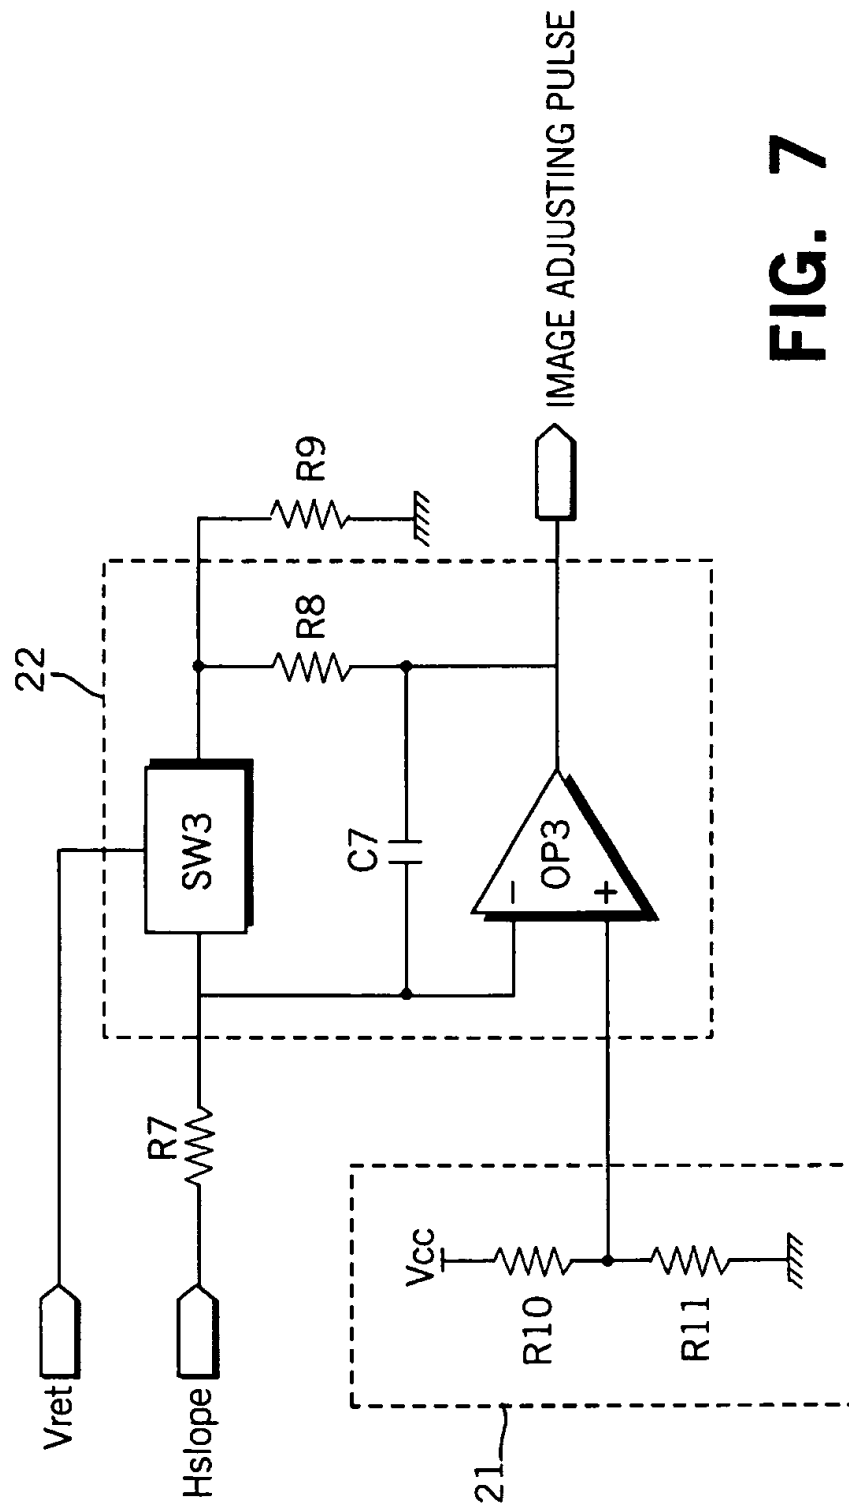 22
Vret
SW3
R8
R9
R7
Hslope
C7
Vcc
OP3
−
+
IMAGE ADJUSTING PULSE
R10
R11
21
FIG. 7